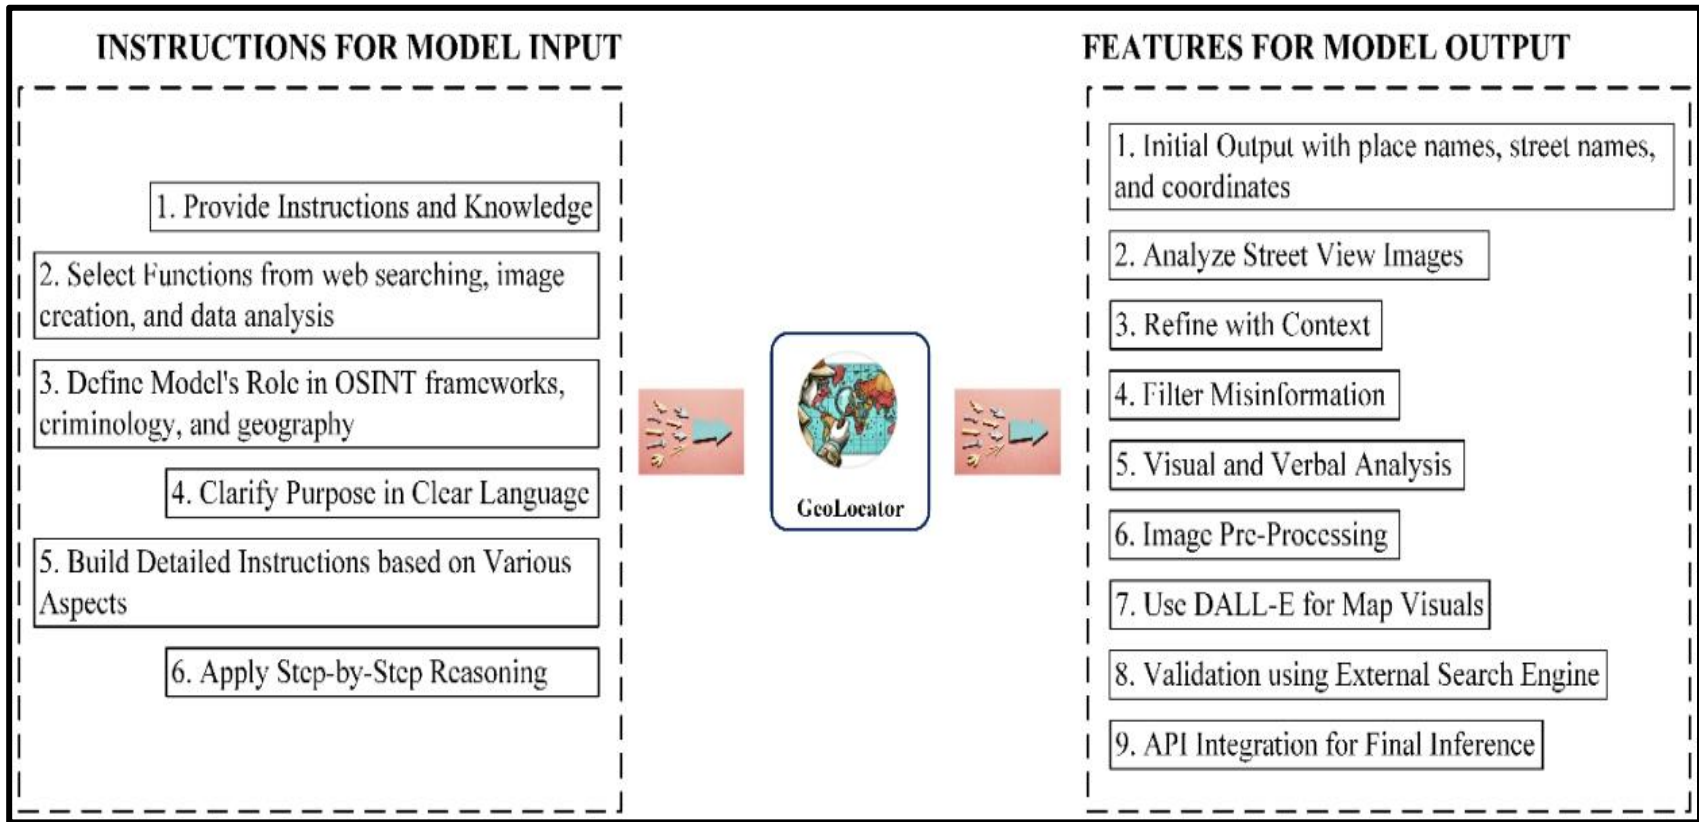 INSTRUCTIONS FOR MODEL INPUT
1. Provide Instructions and Knowledge
2. Select Functions from web searching, image
creation, and data analysis
3. Define Model's Role in OSINT frameworks,
criminology, and geography
4. Clarify Purpose in Clear Language
5. Build Detailed Instructions based on Various
Aspects
6. Apply Step-by-Step Reasoning
GeoLocator
FEATURES FOR MODEL OUTPUT
1. Initial Output with place names, street names,
and coordinates
2. Analyze Street View Images
3. Refine with Context
4. Filter Misinformation
5. Visual and Verbal Analysis
6. Image Pre-Processing
7. Use DALL-E for Map Visuals
8. Validation using External Search Engine
9. API Integration for Final Inference